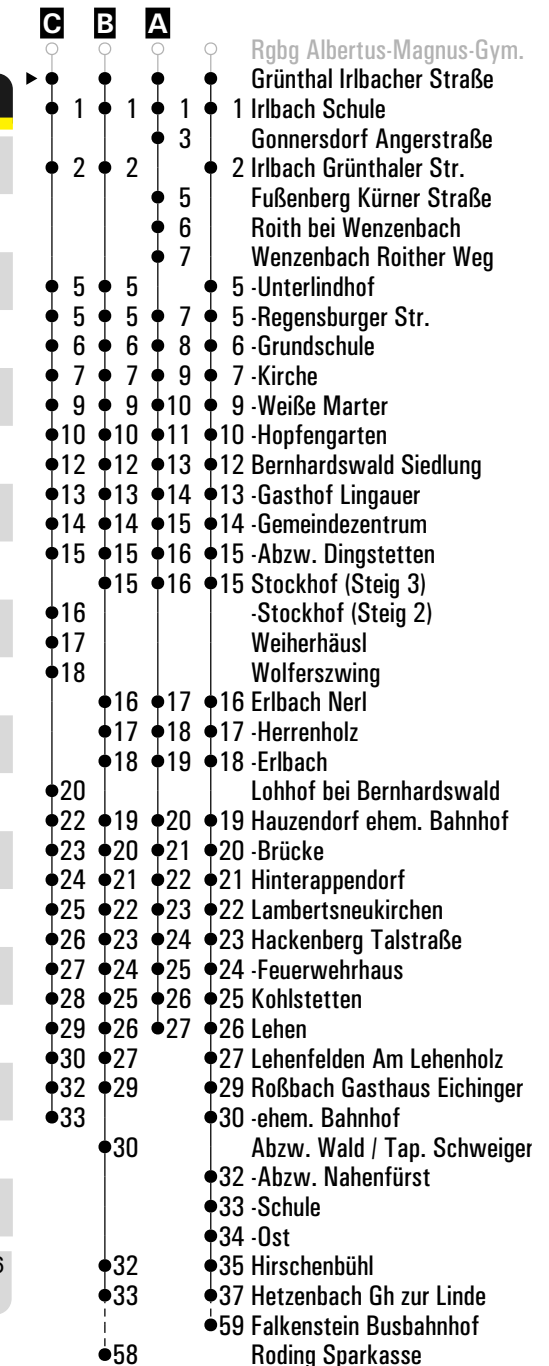 C B A
Rgbg Albertus-Magnus-Gym.
Grünthal Irlbacher Straße
1 1 1 1 Irlbach Schule
3 Gonnersdorf Angerstraße
2 2 2 Irlbach Grünthaler Str.
5 Fußenberg Kürner Straße
6 Roith bei Wenzenbach
7 Wenzenbach Roither Weg
5 5 5 -Unterlindhof
5 5 7 5 -Regensburger Str.
6 6 8 6 -Grundschule
7 7 9 7 -Kirche
9 9 10 9 -Weiße Marter
10 10 11 10 -Hopfengarten
12 12 13 12 Bernhardswald Siedlung
13 13 14 13 -Gasthof Lingauer
14 14 15 14 -Gemeindezentrum
15 15 16 15 -Abzw. Dingstetten
15 16 15 Stockhof (Steig 3)
16 -Stockhof (Steig 2)
17 Weiherhäusl
18 Wolferszwing
16 17 16 Erlbach Nerl
17 18 17 -Herrenholz
18 19 18 -Erlbach
20 Lohhof bei Bernhardswald
22 19 20 19 Hauzendorf ehem. Bahnhof
23 20 21 20 -Brücke
24 21 22 21 Hinterappendorf
25 22 23 22 Lambertsneukirchen
26 23 24 23 Hackenberg Talstraße
27 24 25 24 -Feuerwehrhaus
28 25 26 25 Kohlstetten
29 26 27 26 Lehen
30 27 27 Lehenfelden Am Lehenholz
32 29 29 Roßbach Gasthaus Eichinger
33 30 -ehem. Bahnhof
30 Abzw. Wald / Tap. Schweiger
32 -Abzw. Nahenfürst
33 -Schule
34 -Ost
32 35 Hirschenbühl
33 37 Hetzenbach Gh zur Linde
59 Falkenstein Busbahnhof
58 Roding Sparkasse